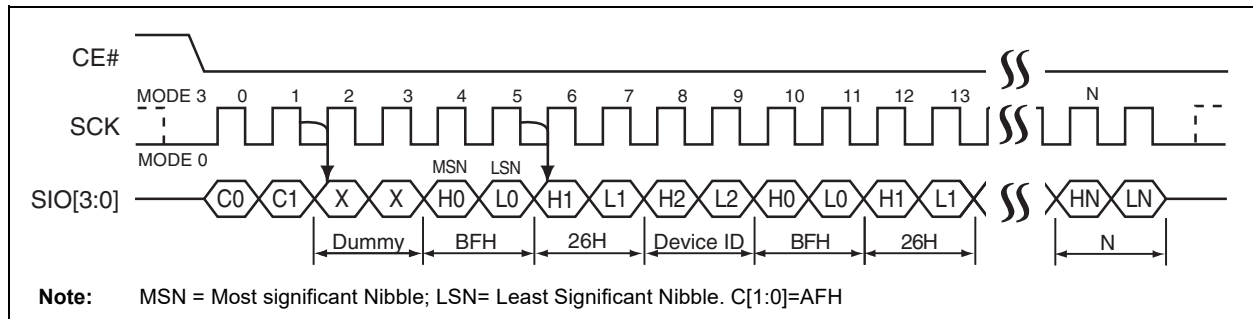 CE#
MODE 3 0 1 2 3 4 5 6 7 8 9 10 11 12 13 N
SCK
MODE 0
MSN LSN
SIO[3:0] C0 C1 X X H0 L0 H1 L1 H2 L2 H0 L0 H1 L1 HN LN
Dummy BFH 26H Device ID BFH 26H N
Note: MSN = Most significant Nibble; LSN= Least Significant Nibble. C[1:0]=AFH